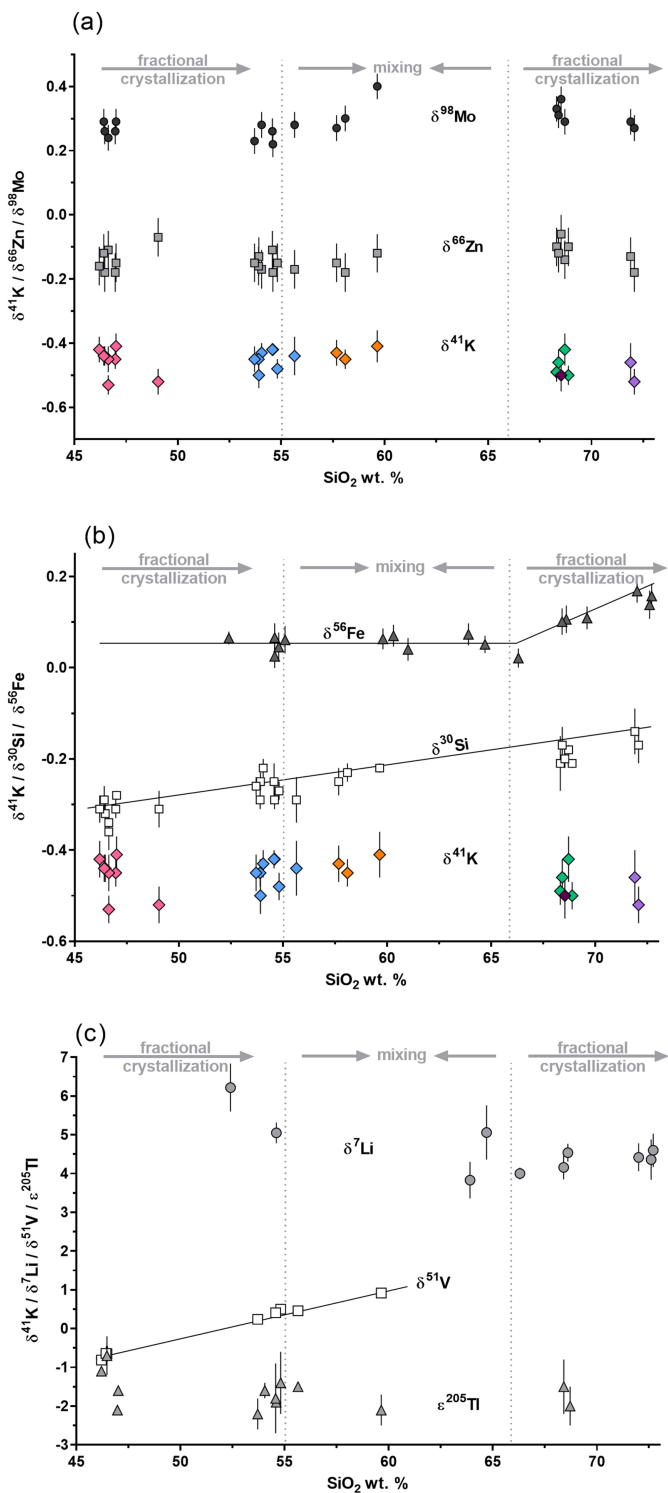 (a)
fractional
crystallization
mixing
fractional
crystallization
0.4
0.2
0.0
-0.2
-0.4
-0.6
δ⁴¹K / δ⁶⁶Zn / δ⁹⁸Mo
δ⁹⁸Mo
δ⁶⁶Zn
δ⁴¹K
45 50 55 60 65 70
SiO₂ wt. %
(b)
fractional
crystallization
mixing
fractional
crystallization
0.2
0.0
-0.2
-0.4
-0.6
δ⁴¹K / δ³⁰Si / δ⁵⁶Fe
δ⁵⁶Fe
δ³⁰Si
δ⁴¹K
45 50 55 60 65 70
SiO₂ wt. %
(c)
fractional
crystallization
mixing
fractional
crystallization
7
6
5
4
3
2
1
0
-1
-2
-3
δ⁴¹K / δ⁷Li / δ⁵¹V / ε²⁰⁵Tl
δ⁷Li
δ⁵¹V
ε²⁰⁵Tl
45 50 55 60 65 70
SiO₂ wt. %